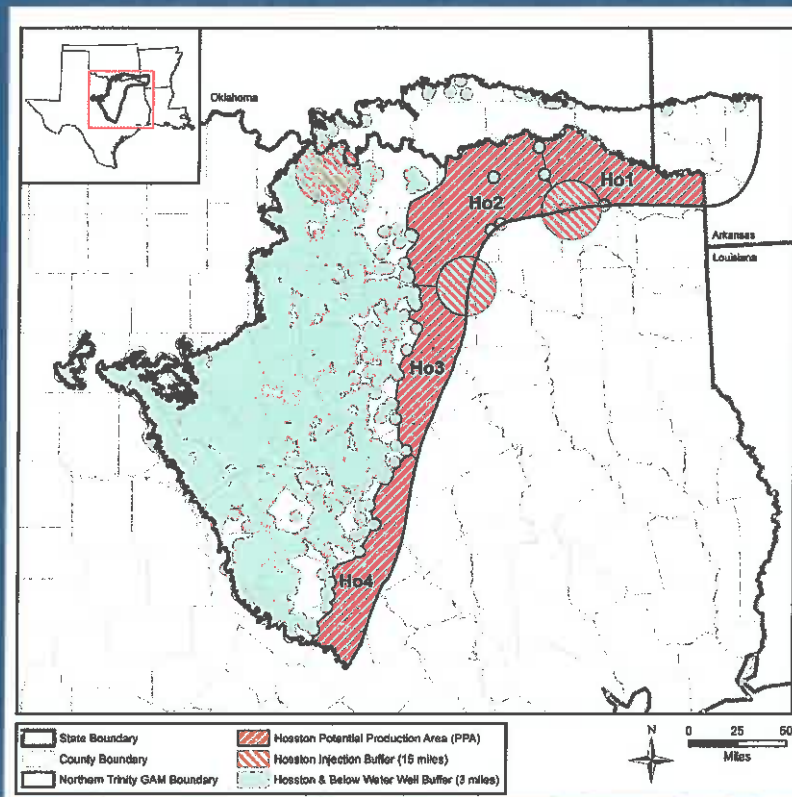 Oklahoma
Ho1
Ho2
Arkansas
Louisiana
Ho3
Ho4
State Boundary
County Boundary
Northern Trinity GAM Boundary
Hosston Potential Production Area (PPA)
Hosston Injection Buffer (15 miles)
Hosston & Below Water Well Buffer (3 miles)
N
0 25 50
Miles